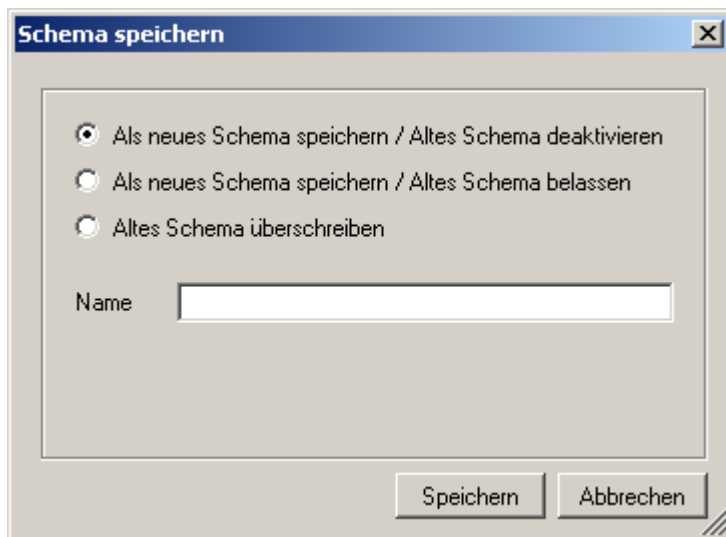 Schema speichern
Als neues Schema speichern / Altes Schema deaktivieren
Als neues Schema speichern / Altes Schema belassen
Altes Schema überschreiben
Name
Speichern Abbrechen